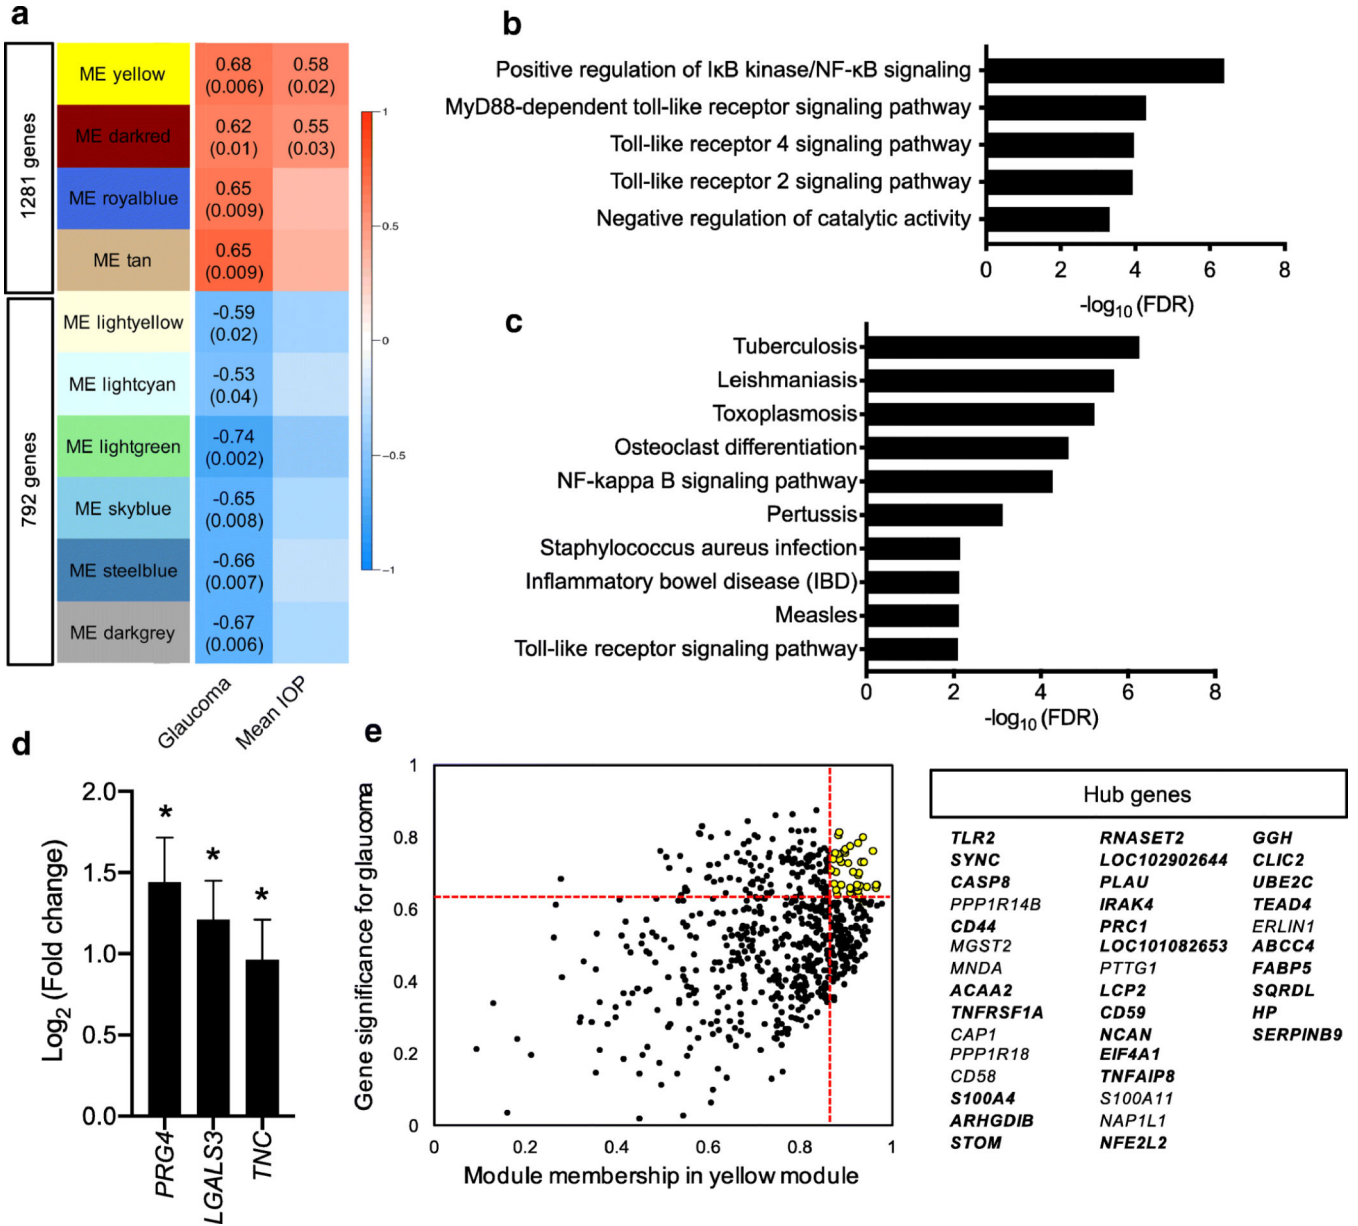 a
1281 genes
792 genes
ME yellow
0.68
(0.006)
0.58
(0.02)
ME darkred
0.62
(0.01)
0.55
(0.03)
ME royalblue
0.65
(0.009)
ME tan
0.65
(0.009)
ME lightyellow
-0.59
(0.02)
ME lightcyan
-0.53
(0.04)
ME lightgreen
-0.74
(0.002)
ME skyblue
-0.65
(0.008)
ME steelblue
-0.66
(0.007)
ME darkgrey
-0.67
(0.006)
Glaucoma
Mean IOP
1
0.5
0
−0.5
−1
b
Positive regulation of IκB kinase/NF-κB signaling
MyD88-dependent toll-like receptor signaling pathway
Toll-like receptor 4 signaling pathway
Toll-like receptor 2 signaling pathway
Negative regulation of catalytic activity
0 2 4 6 8
-log10 (FDR)
c
Tuberculosis
Leishmaniasis
Toxoplasmosis
Osteoclast differentiation
NF-kappa B signaling pathway
Pertussis
Staphylococcus aureus infection
Inflammatory bowel disease (IBD)
Measles
Toll-like receptor signaling pathway
0 2 4 6 8
-log10 (FDR)
d
Log2 (Fold change)
2.0
1.5
1.0
0.5
0.0
* * *
PRG4
LGALS3
TNC
e
Gene significance for glaucoma
1
0.8
0.6
0.4
0.2
0
0 0.2 0.4 0.6 0.8 1
Module membership in yellow module
Hub genes
TLR2 RNASET2 GGH
SYNC LOC102902644 CLIC2
CASP8 PLAU UBE2C
PPP1R14B IRAK4 TEAD4
CD44 PRC1 ERLIN1
MGST2 LOC101082653 ABCC4
MNDA PTTG1 FABP5
ACAA2 LCP2 SQRDL
TNFRSF1A CD59 HP
CAP1 NCAN SERPINB9
PPP1R18 EIF4A1
CD58 TNFAIP8
S100A4 S100A11
ARHGDIB NAP1L1
STOM NFE2L2